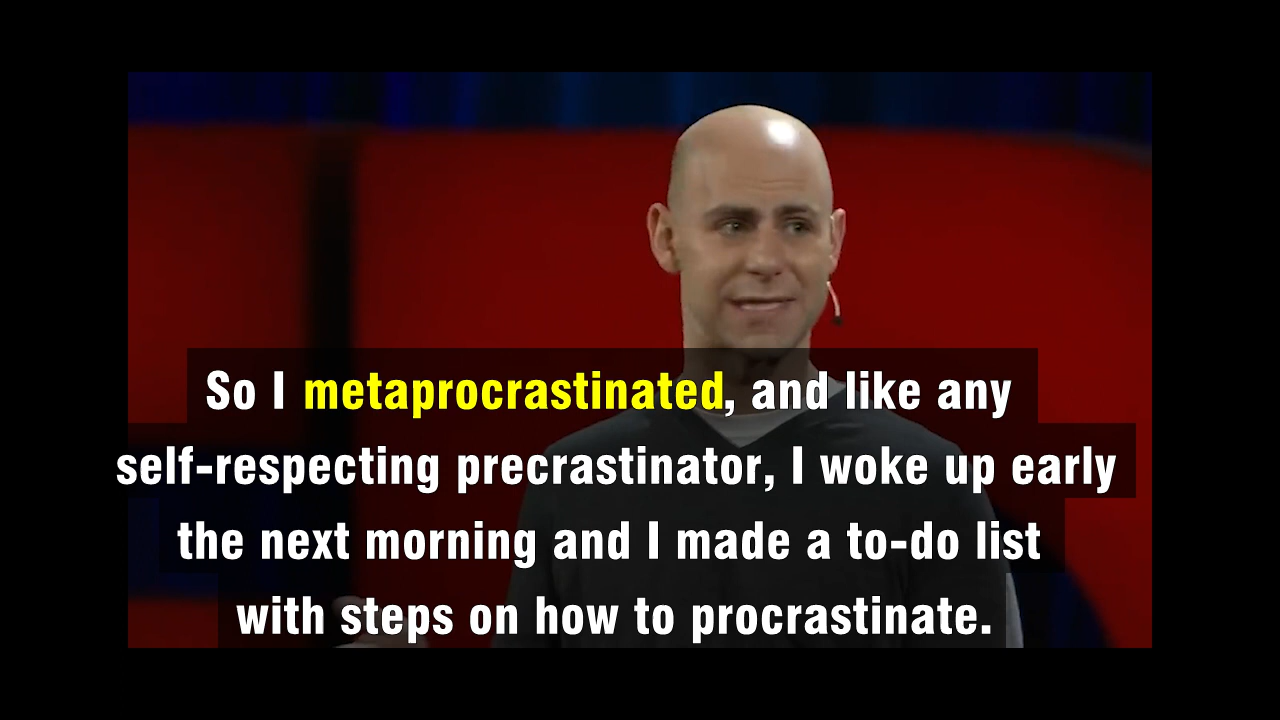 So I metaprocrastinated, and like any
self-respecting precrastinator, I woke up early
the next morning and I made a to-do list
with steps on how to procrastinate.